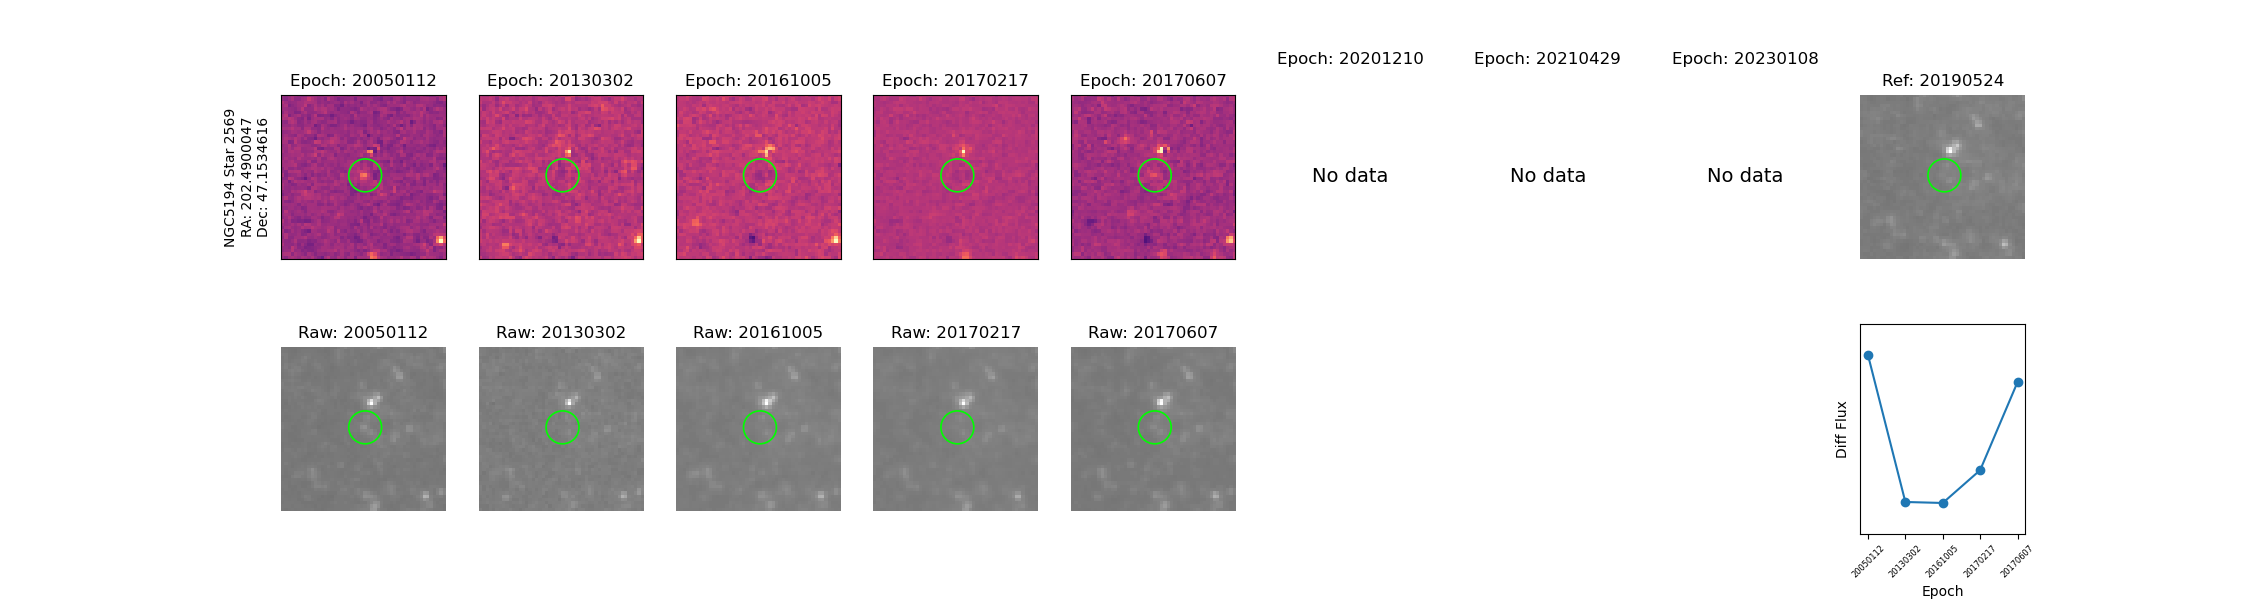 Epoch: 20201210 Epoch: 20210429 Epoch: 20230108
Epoch: 20050112 Epoch: 20130302 Epoch: 20161005 Epoch: 20170217 Epoch: 20170607 Ref: 20190524
NGC5194 Star 2569
RA: 202.4900047
Dec: 47.1534616
No data No data No data
Raw: 20050112 Raw: 20130302 Raw: 20161005 Raw: 20170217 Raw: 20170607
Diff Flux
20050112 20130302 20161005 20170217 20170607
Epoch